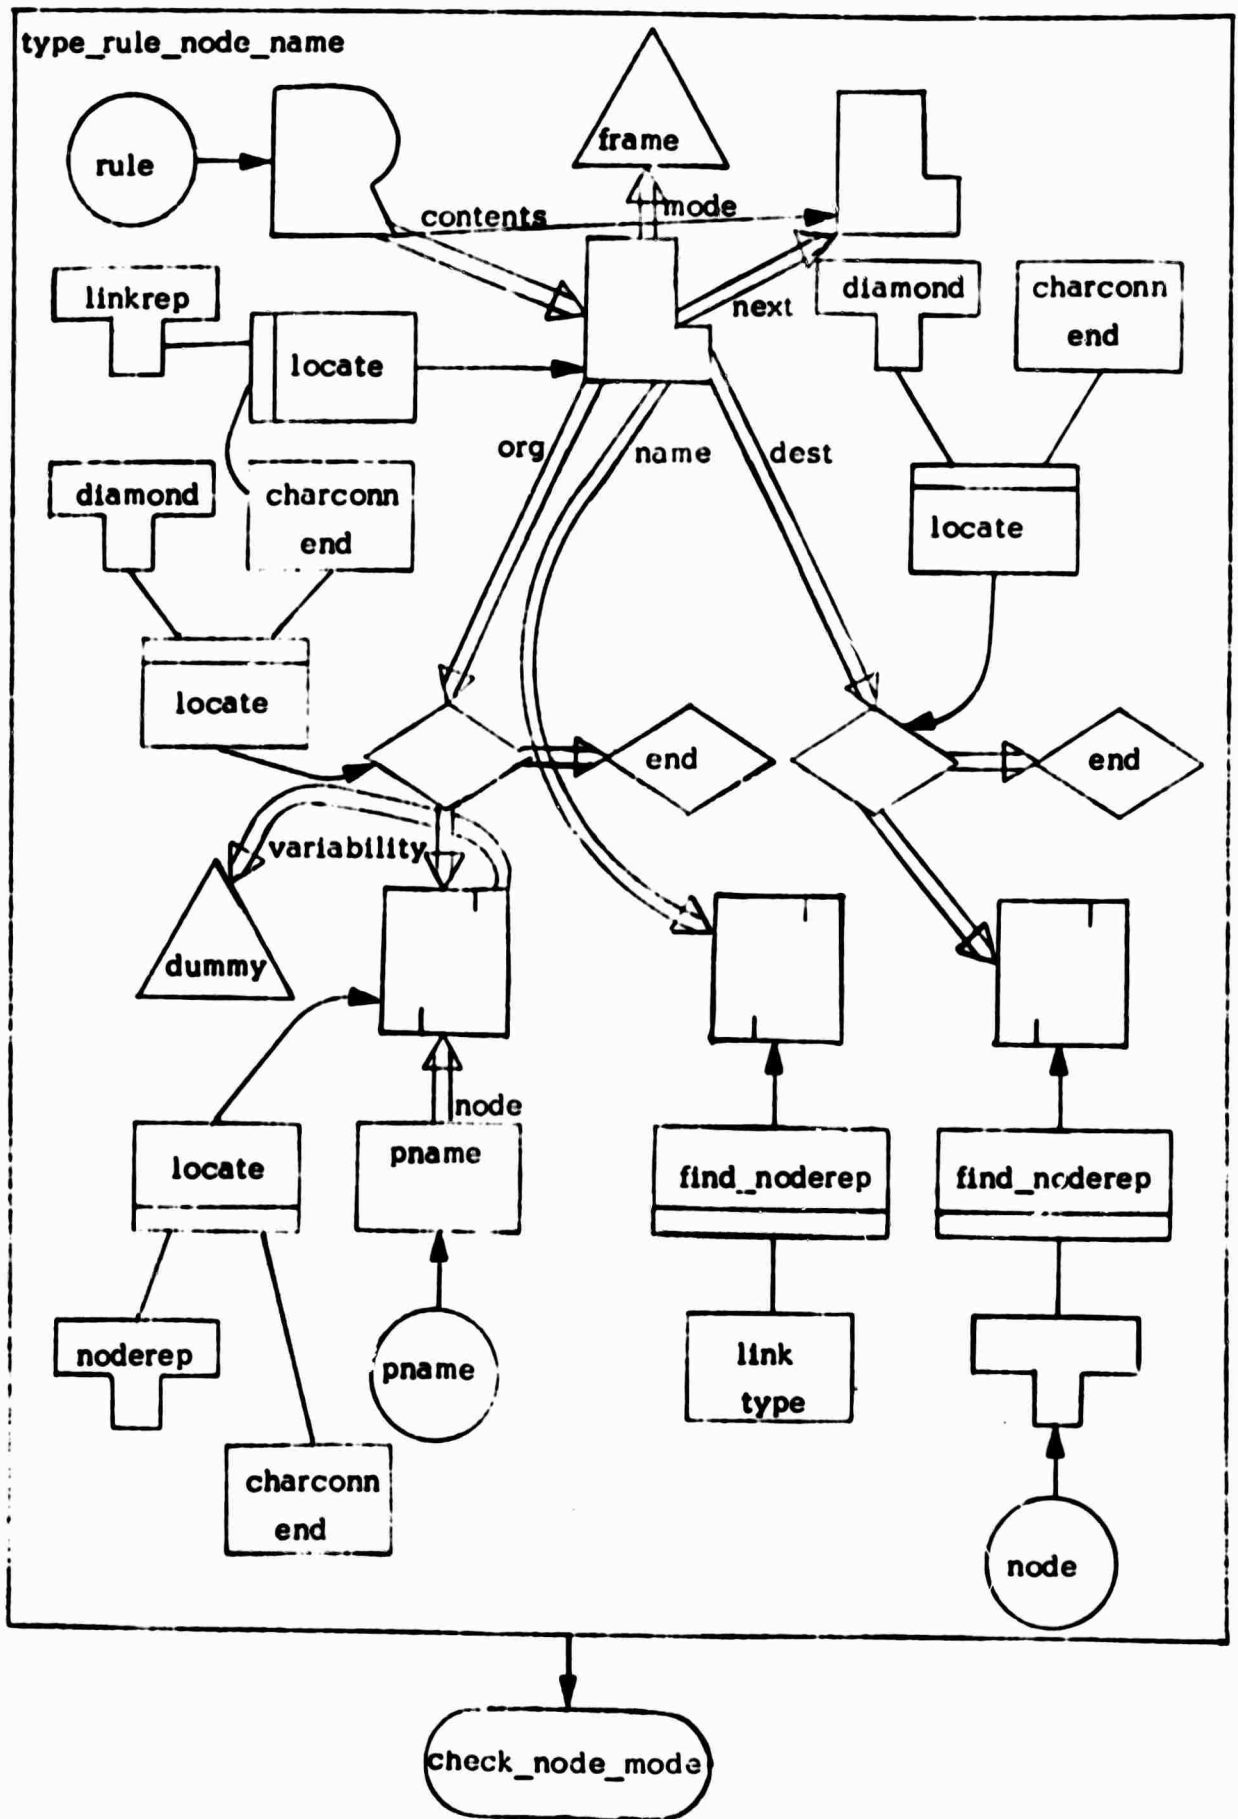 type_rule_node_name
frame
rule
contents
mode
linkrep
diamond
charconn
end
next
locate
org
name
dest
diamond
charconn
end
locate
locate
end
end
variability
dummy
node
locate
pname
find_noderep
find_noderep
noderep
pname
link
type
charconn
end
node
check_node_mode